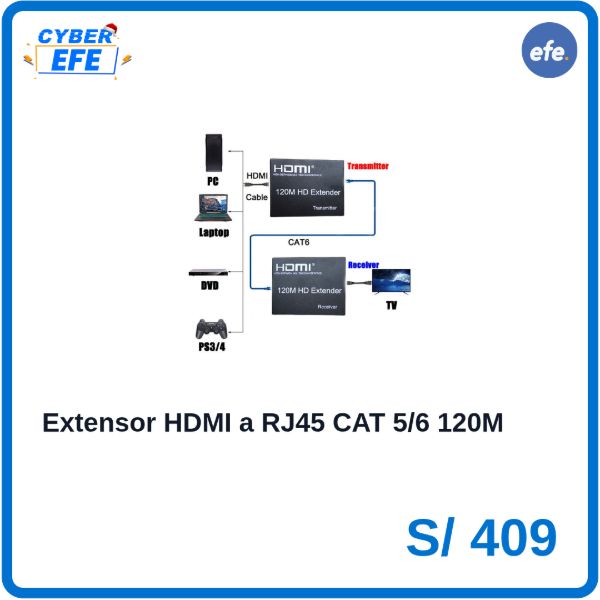 CYBER
EFE
efe.
PC
HDMI
Cable
HDMI
120M HD Extender
Transmitter
Transmitter
Laptop
CAT6
DVD
HDMI
120M HD Extender
Receiver
Receiver
TV
PS3/4
Extensor HDMI a RJ45 CAT 5/6 120M
S/ 409